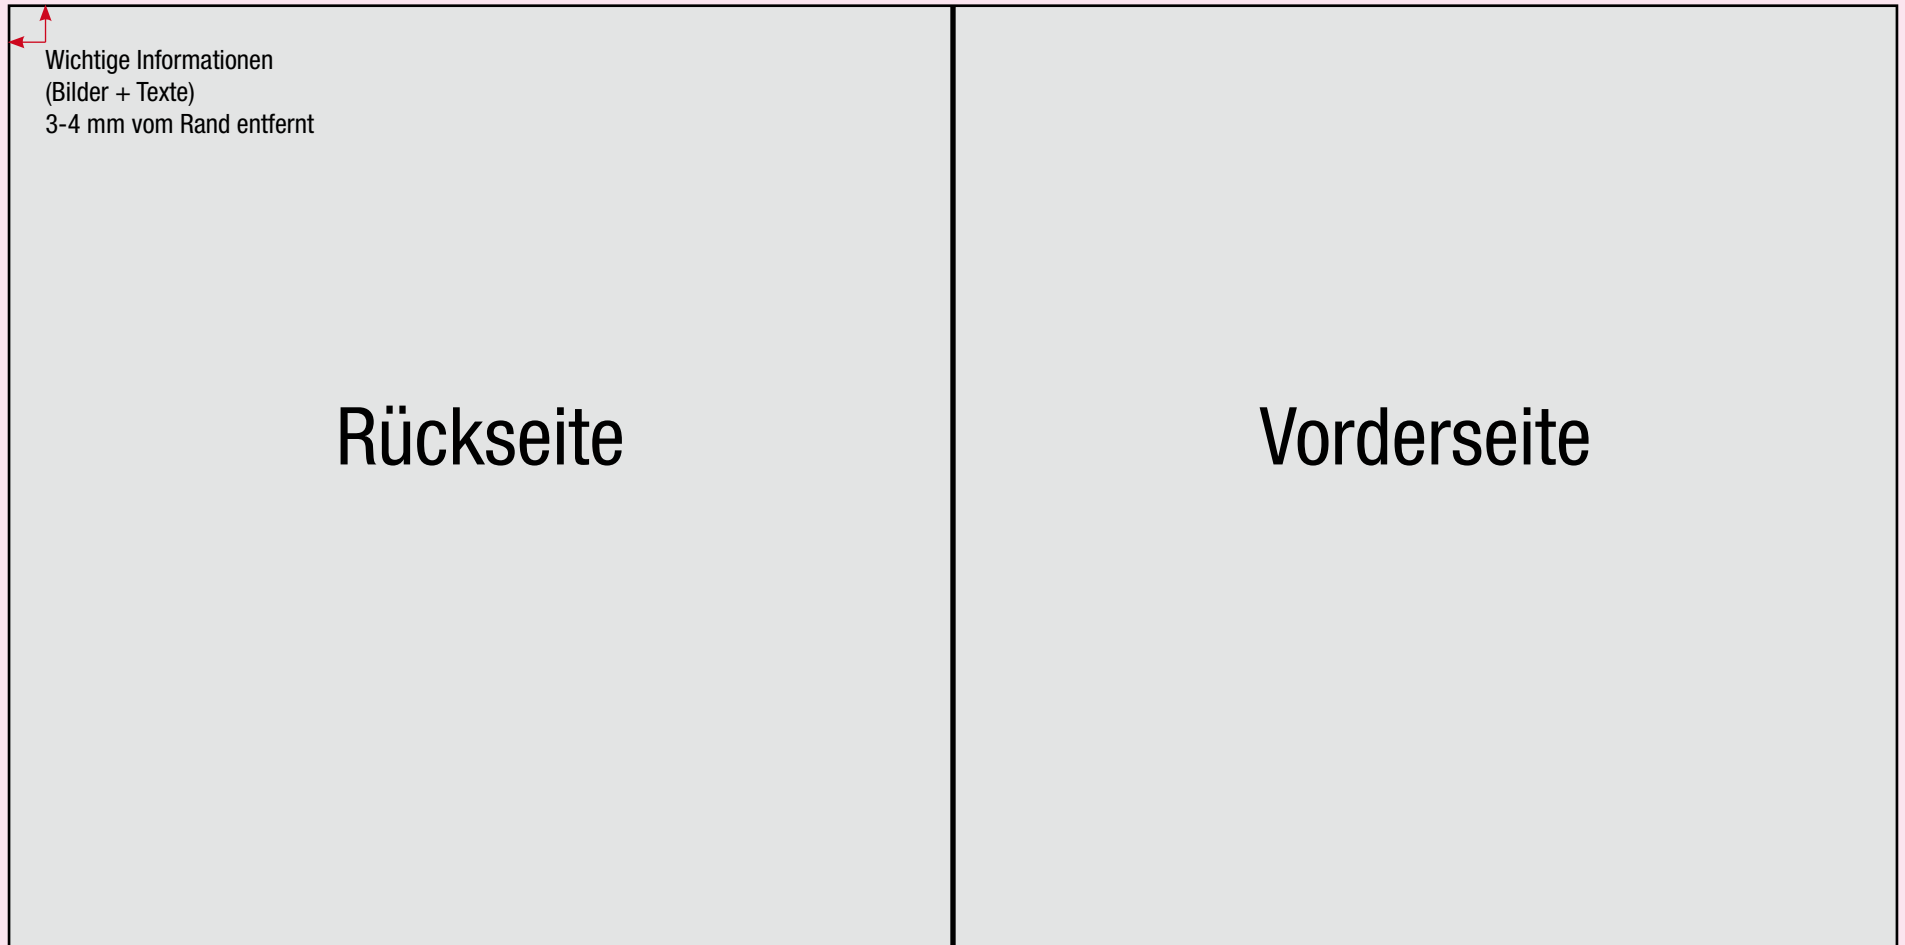 Wichtige Informationen
(Bilder + Texte)
3-4 mm vom Rand entfernt
Rückseite
Vorderseite